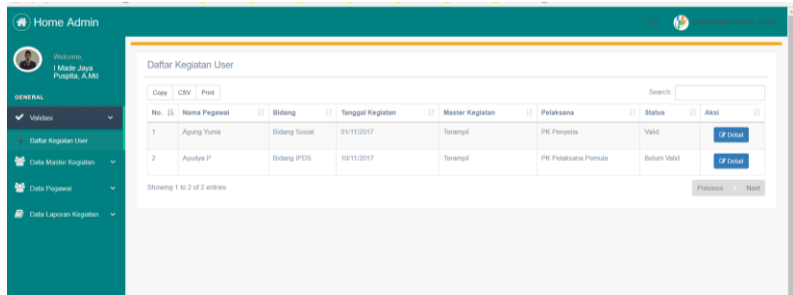 Home Admin
Welcome,
I Made Jaya
Puspita, A.Md
GENERAL
Validasi
Daftar Kegiatan User
Data Master Kegiatan
Data Pegawai
Data Laporan Kegiatan
Daftar Kegiatan User
Copy CSV Print
Search
No. Nama Pegawai Bidang Tanggal Kegiatan Master Kegiatan Pelaksana Status Aksi
1 Agung Yunia Bidang Sosial 01/11/2017 Terampil PK Penyelia Valid Detail
2 Ayudya P Bidang IPDS 10/11/2017 Terampil PK Pelaksana Pemula Belum Valid Detail
Showing 1 to 2 of 2 entries
Previous 1 Next